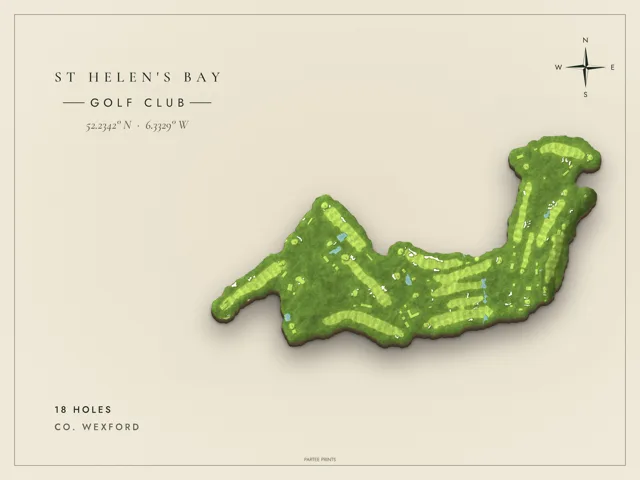 ST HELEN'S BAY
GOLF CLUB
52.2342° N · 6.3329° W
N
W E
S
18 HOLES
CO. WEXFORD
PARTEE PRINTS